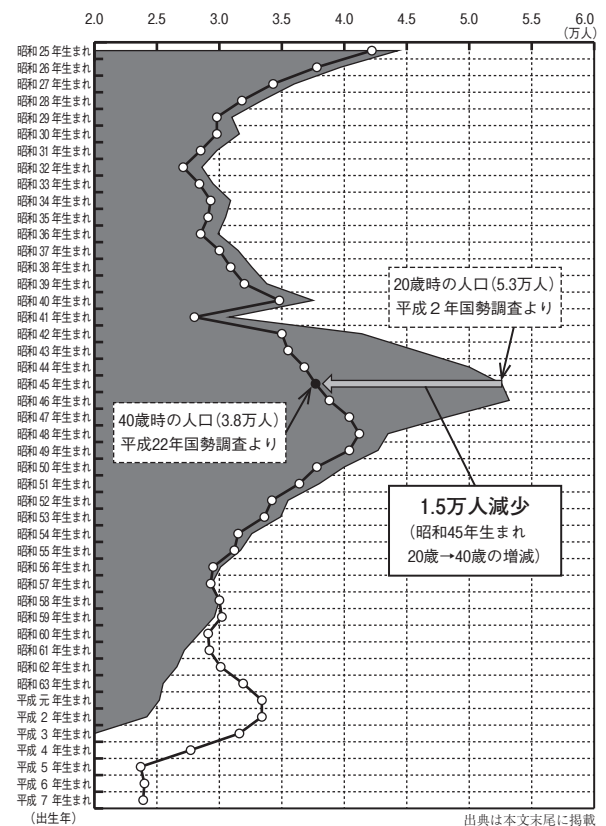 2.0 2.5 3.0 3.5 4.0 4.5 5.0 5.5 6.0
(万人)
昭和25年生まれ
昭和26年生まれ
昭和27年生まれ
昭和28年生まれ
昭和29年生まれ
昭和30年生まれ
昭和31年生まれ
昭和32年生まれ
昭和33年生まれ
昭和34年生まれ
昭和35年生まれ
昭和36年生まれ
昭和37年生まれ
昭和38年生まれ
昭和39年生まれ
昭和40年生まれ
昭和41年生まれ
昭和42年生まれ
昭和43年生まれ
昭和44年生まれ
昭和45年生まれ
昭和46年生まれ
昭和47年生まれ
昭和48年生まれ
昭和49年生まれ
昭和50年生まれ
昭和51年生まれ
昭和52年生まれ
昭和53年生まれ
昭和54年生まれ
昭和55年生まれ
昭和56年生まれ
昭和57年生まれ
昭和58年生まれ
昭和59年生まれ
昭和60年生まれ
昭和61年生まれ
昭和62年生まれ
昭和63年生まれ
平成元年生まれ
平成2年生まれ
平成3年生まれ
平成4年生まれ
平成5年生まれ
平成6年生まれ
平成7年生まれ
(出生年)
20歳時の人口(5.3万人)
平成2年国勢調査より
40歳時の人口(3.8万人)
平成22年国勢調査より
1.5万人減少
(昭和45年生まれ
20歳→40歳の増減)
出典は本文末尾に掲載